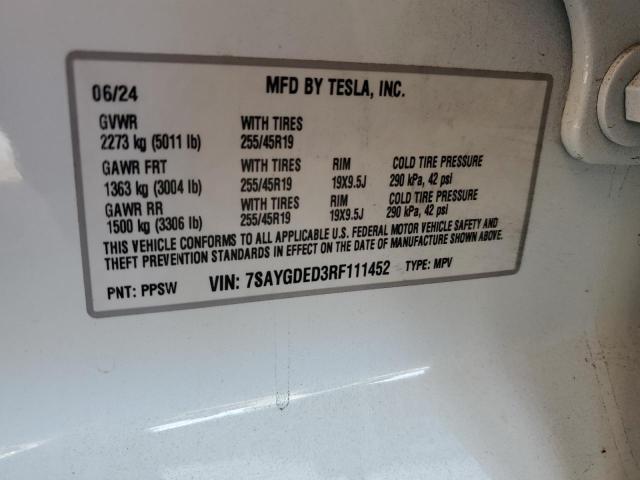 06/24 MFD BY TESLA, INC.
GVWR WITH TIRES
2273 kg (5011 lb) 255/45R19
GAWR FRT WITH TIRES RIM COLD TIRE PRESSURE
1363 kg (3004 lb) 255/45R19 19X9.5J 290 kPa, 42 psi
GAWR RR WITH TIRES RIM COLD TIRE PRESSURE
1500 kg (3306 lb) 255/45R19 19X9.5J 290 kPa, 42 psi
THIS VEHICLE CONFORMS TO ALL APPLICABLE U.S. FEDERAL MOTOR VEHICLE SAFETY AND
THEFT PREVENTION STANDARDS IN EFFECT ON THE DATE OF MANUFACTURE SHOWN ABOVE.
PNT: PPSW VIN: 7SAYGDED3RF111452 TYPE: MPV